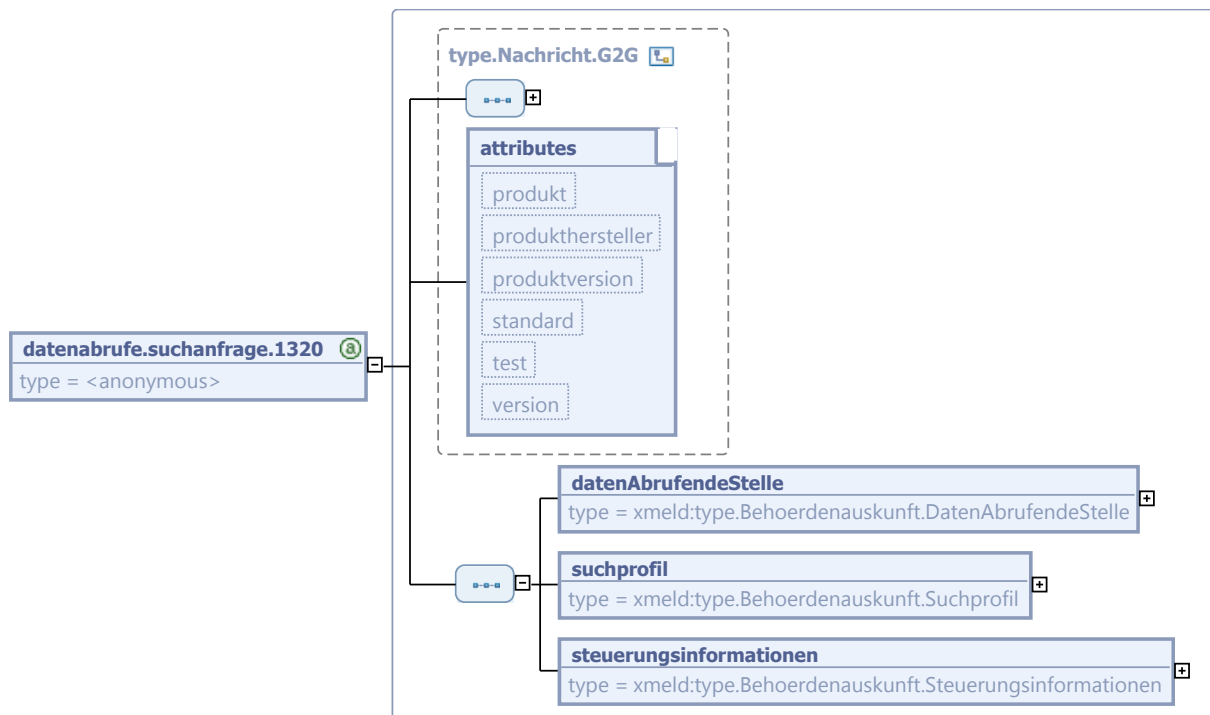 type.Nachricht.G2G
attributes
produkt
produkthersteller
produktversion
standard
test
version
datenabrufe.suchanfrage.1320 a
type = <anonymous>
datenAbrufendeStelle
type = xmeld:type.Behoerdenauskunft.DatenAbrufendeStelle
suchprofil
type = xmeld:type.Behoerdenauskunft.Suchprofil
steuerungsinformationen
type = xmeld:type.Behoerdenauskunft.Steuerungsinformationen